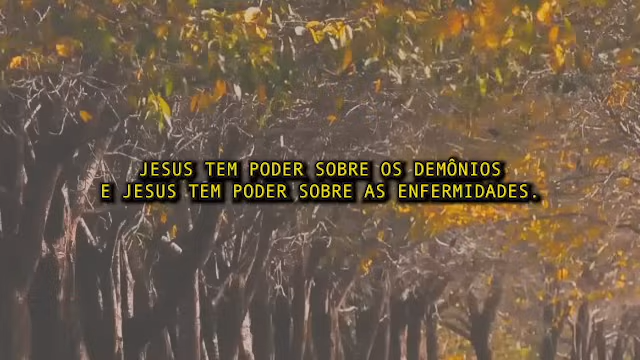 JESUS TEM PODER SOBRE OS DEMÔNIOS
E JESUS TEM PODER SOBRE AS ENFERMIDADES.